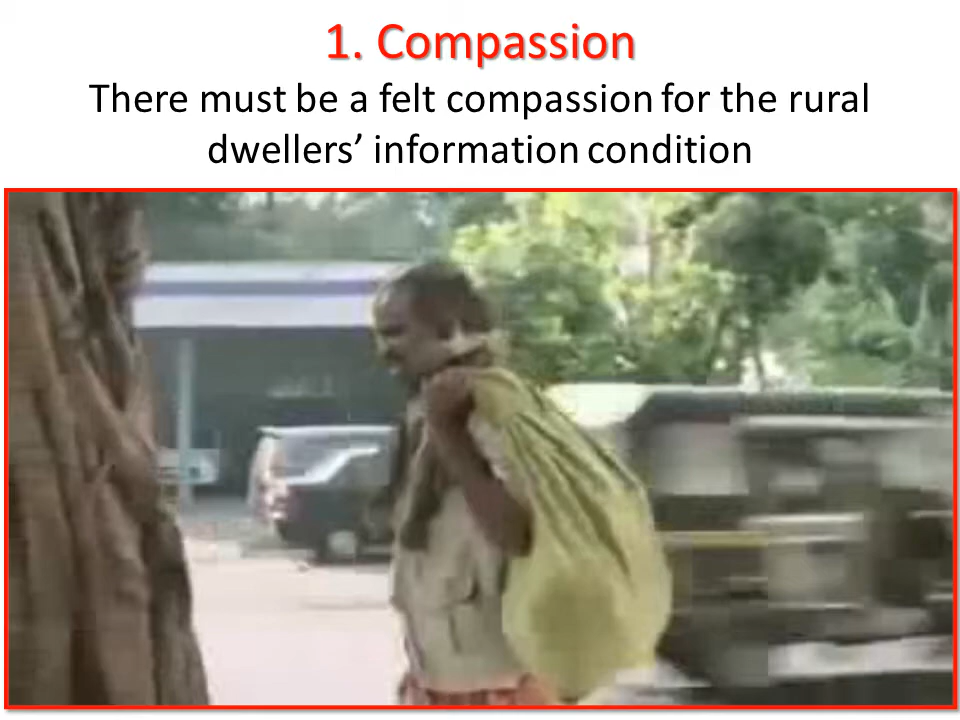 1. Compassion
There must be a felt compassion for the rural
dwellers’ information condition